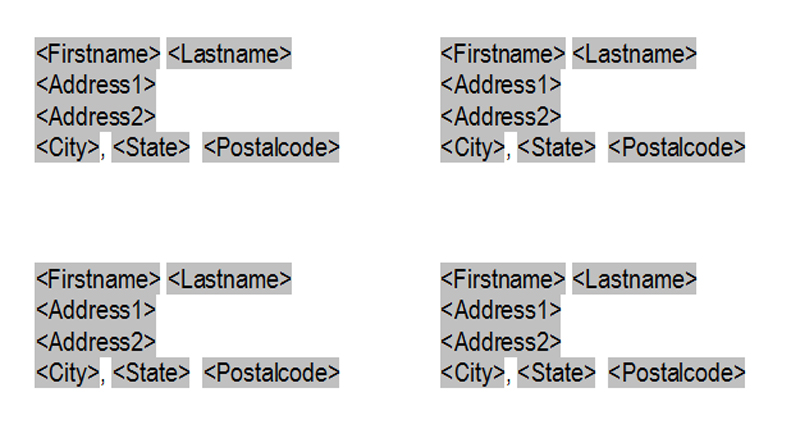 <Firstname> <Lastname>
<Address1>
<Address2>
<City>, <State>  <Postalcode>
<Firstname> <Lastname>
<Address1>
<Address2>
<City>, <State>  <Postalcode>
<Firstname> <Lastname>
<Address1>
<Address2>
<City>, <State>  <Postalcode>
<Firstname> <Lastname>
<Address1>
<Address2>
<City>, <State>  <Postalcode>